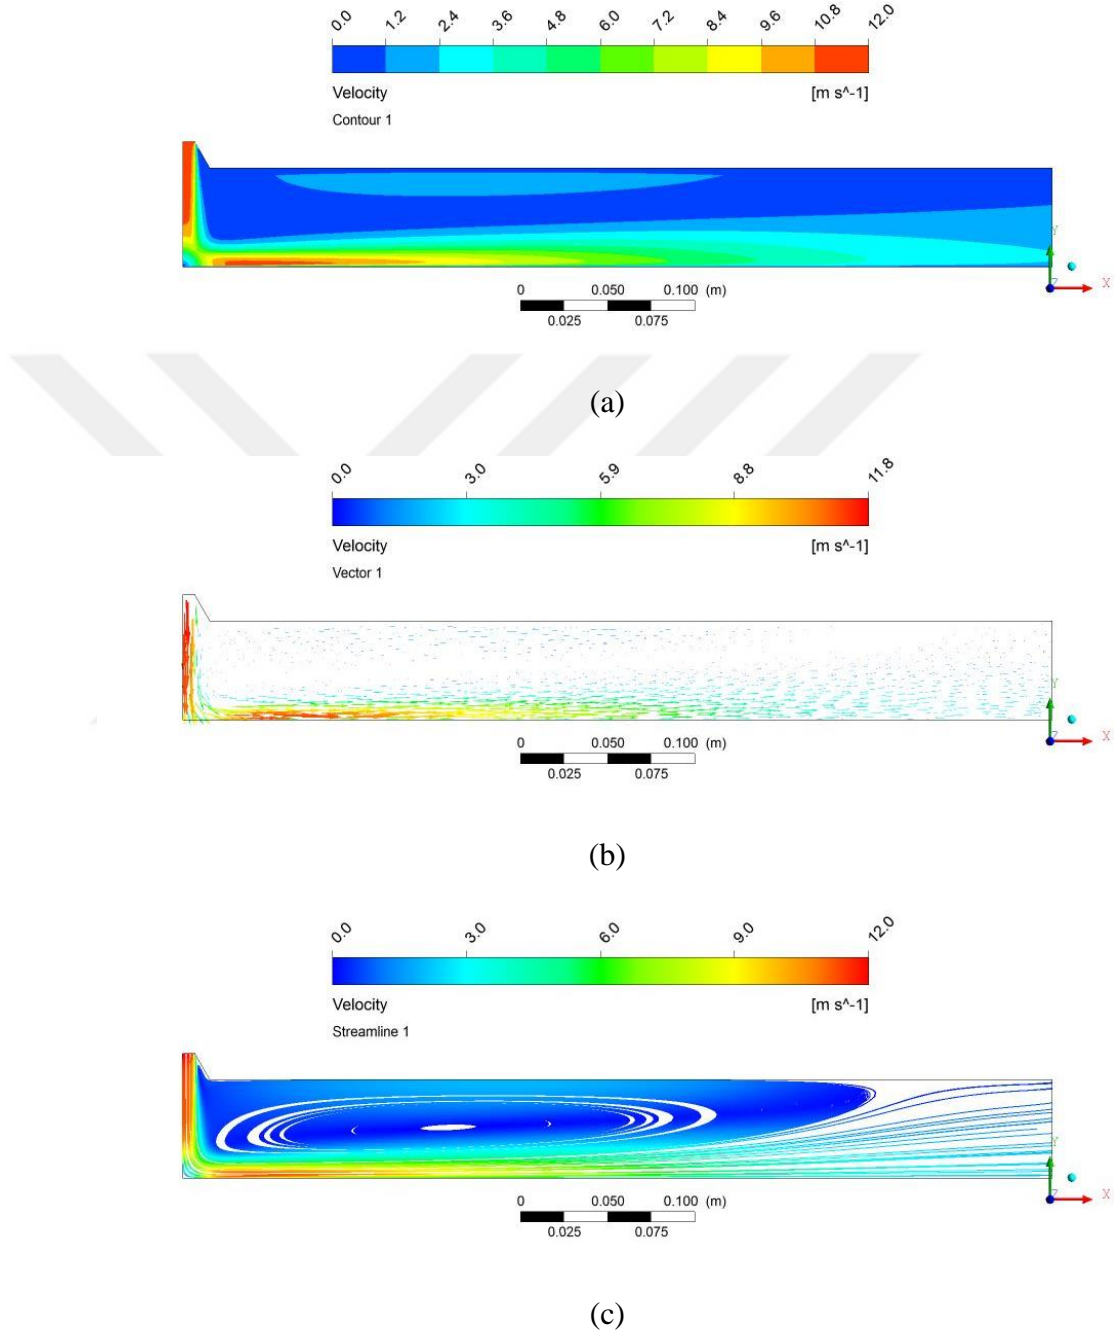 0.0 1.2 2.4 3.6 4.8 6.0 7.2 8.4 9.6 10.8 12.0
Velocity [m s^-1]
Contour 1
Y
Z X
0 0.050 0.100 (m)
0.025 0.075
(a)
0.0 3.0 5.9 8.8 11.8
Velocity [m s^-1]
Vector 1
Y
Z X
0 0.050 0.100 (m)
0.025 0.075
(b)
0.0 3.0 6.0 9.0 12.0
Velocity [m s^-1]
Streamline 1
Y
Z X
0 0.050 0.100 (m)
0.025 0.075
(c)